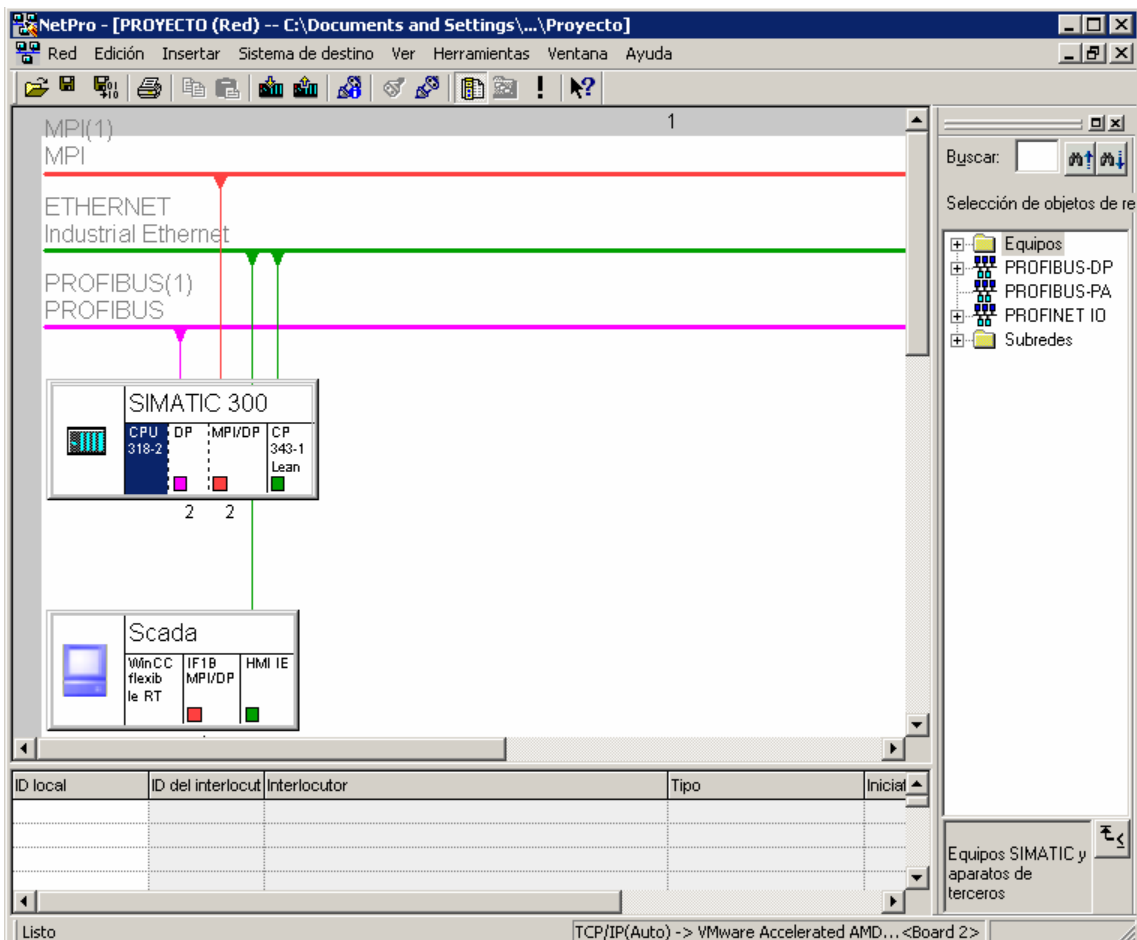 NetPro - [PROYECTO (Red) -- C:\Documents and Settings\...\Proyecto]
Red Edición Insertar Sistema de destino Ver Herramientas Ventana Ayuda
MPI(1) 1
MPI
ETHERNET
Industrial Ethernet
PROFIBUS(1)
PROFIBUS
SIMATIC 300
CPU 318-2
DP
MPI/DP
CP
343-1
Lean
2 2
Scada
WinCC
flexib
le RT
IF1B
MPI/DP
HMI IE
Buscar:
Selección de objetos de re
Equipos
PROFIBUS-DP
PROFIBUS-PA
PROFINET IO
Subredes
ID local ID del interlocut Interlocutor Tipo Iniciat
Equipos SIMATIC y
aparatos de
terceros
Listo TCP/IP(Auto) -> VMware Accelerated AMD... <Board 2>